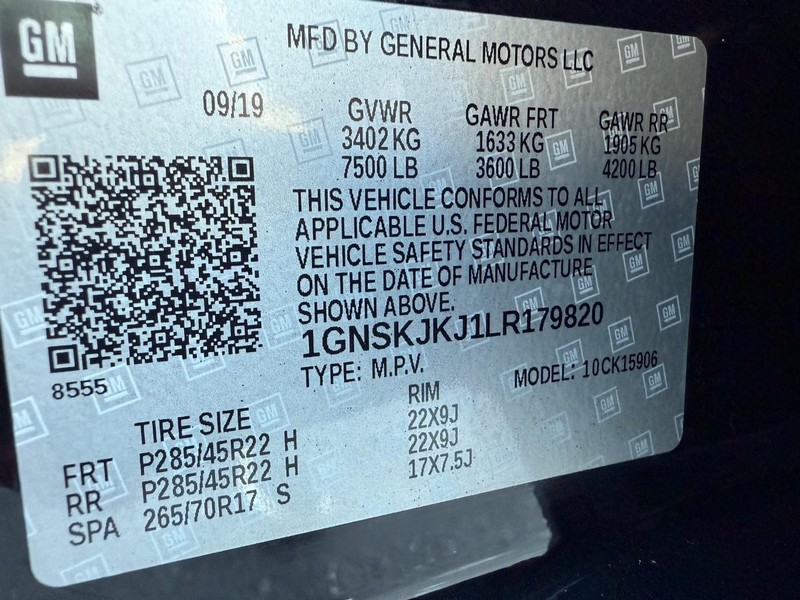 GM
MFD BY GENERAL MOTORS LLC
09/19
GVWR GAWR FRT GAWR RR
3402 KG 1633 KG 1905 KG
7500 LB 3600 LB 4200 LB
THIS VEHICLE CONFORMS TO ALL
APPLICABLE U.S. FEDERAL MOTOR
VEHICLE SAFETY STANDARDS IN EFFECT
ON THE DATE OF MANUFACTURE
SHOWN ABOVE.
1GNSKJKJ1LR179820
TYPE: M.P.V. MODEL: 10CK15906
8555
TIRE SIZE RIM
FRT P285/45R22 H 22X9J
RR P285/45R22 H 22X9J
SPA 265/70R17 S 17X7.5J